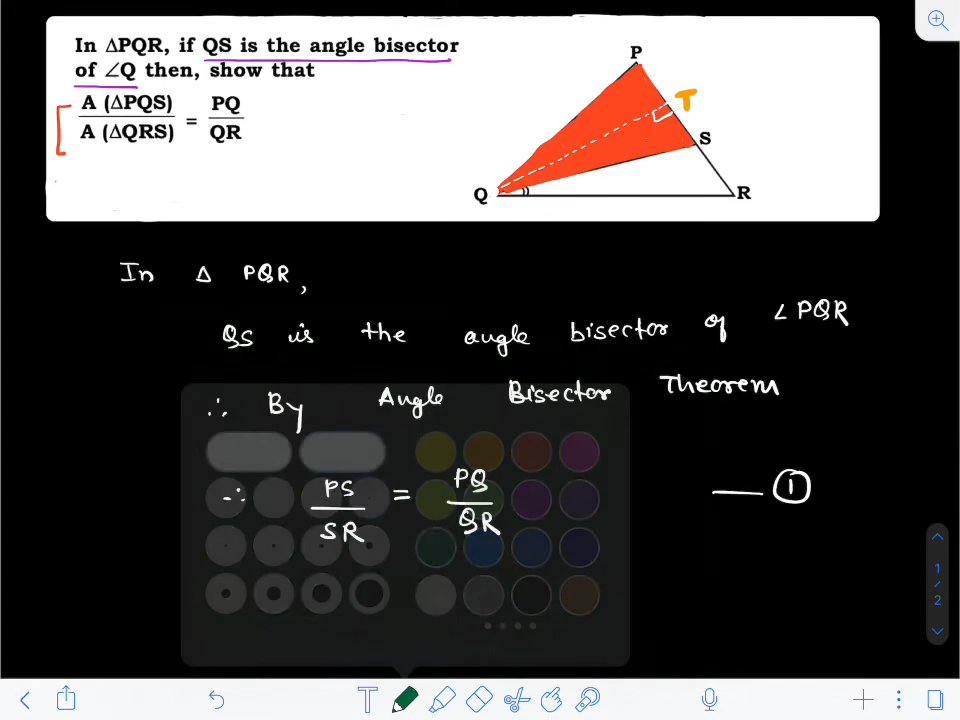 In ΔPQR, if QS is the angle bisector
of ∠Q then, show that
A (ΔPQS) / A (ΔQRS) = PQ / QR
P
T
S
Q
R
In Δ PQR,
QS is the angle bisector of ∠PQR
∴ By Angle Bisector Theorem
∴ PS / SR = PQ / QR — ①
1 / 2
T